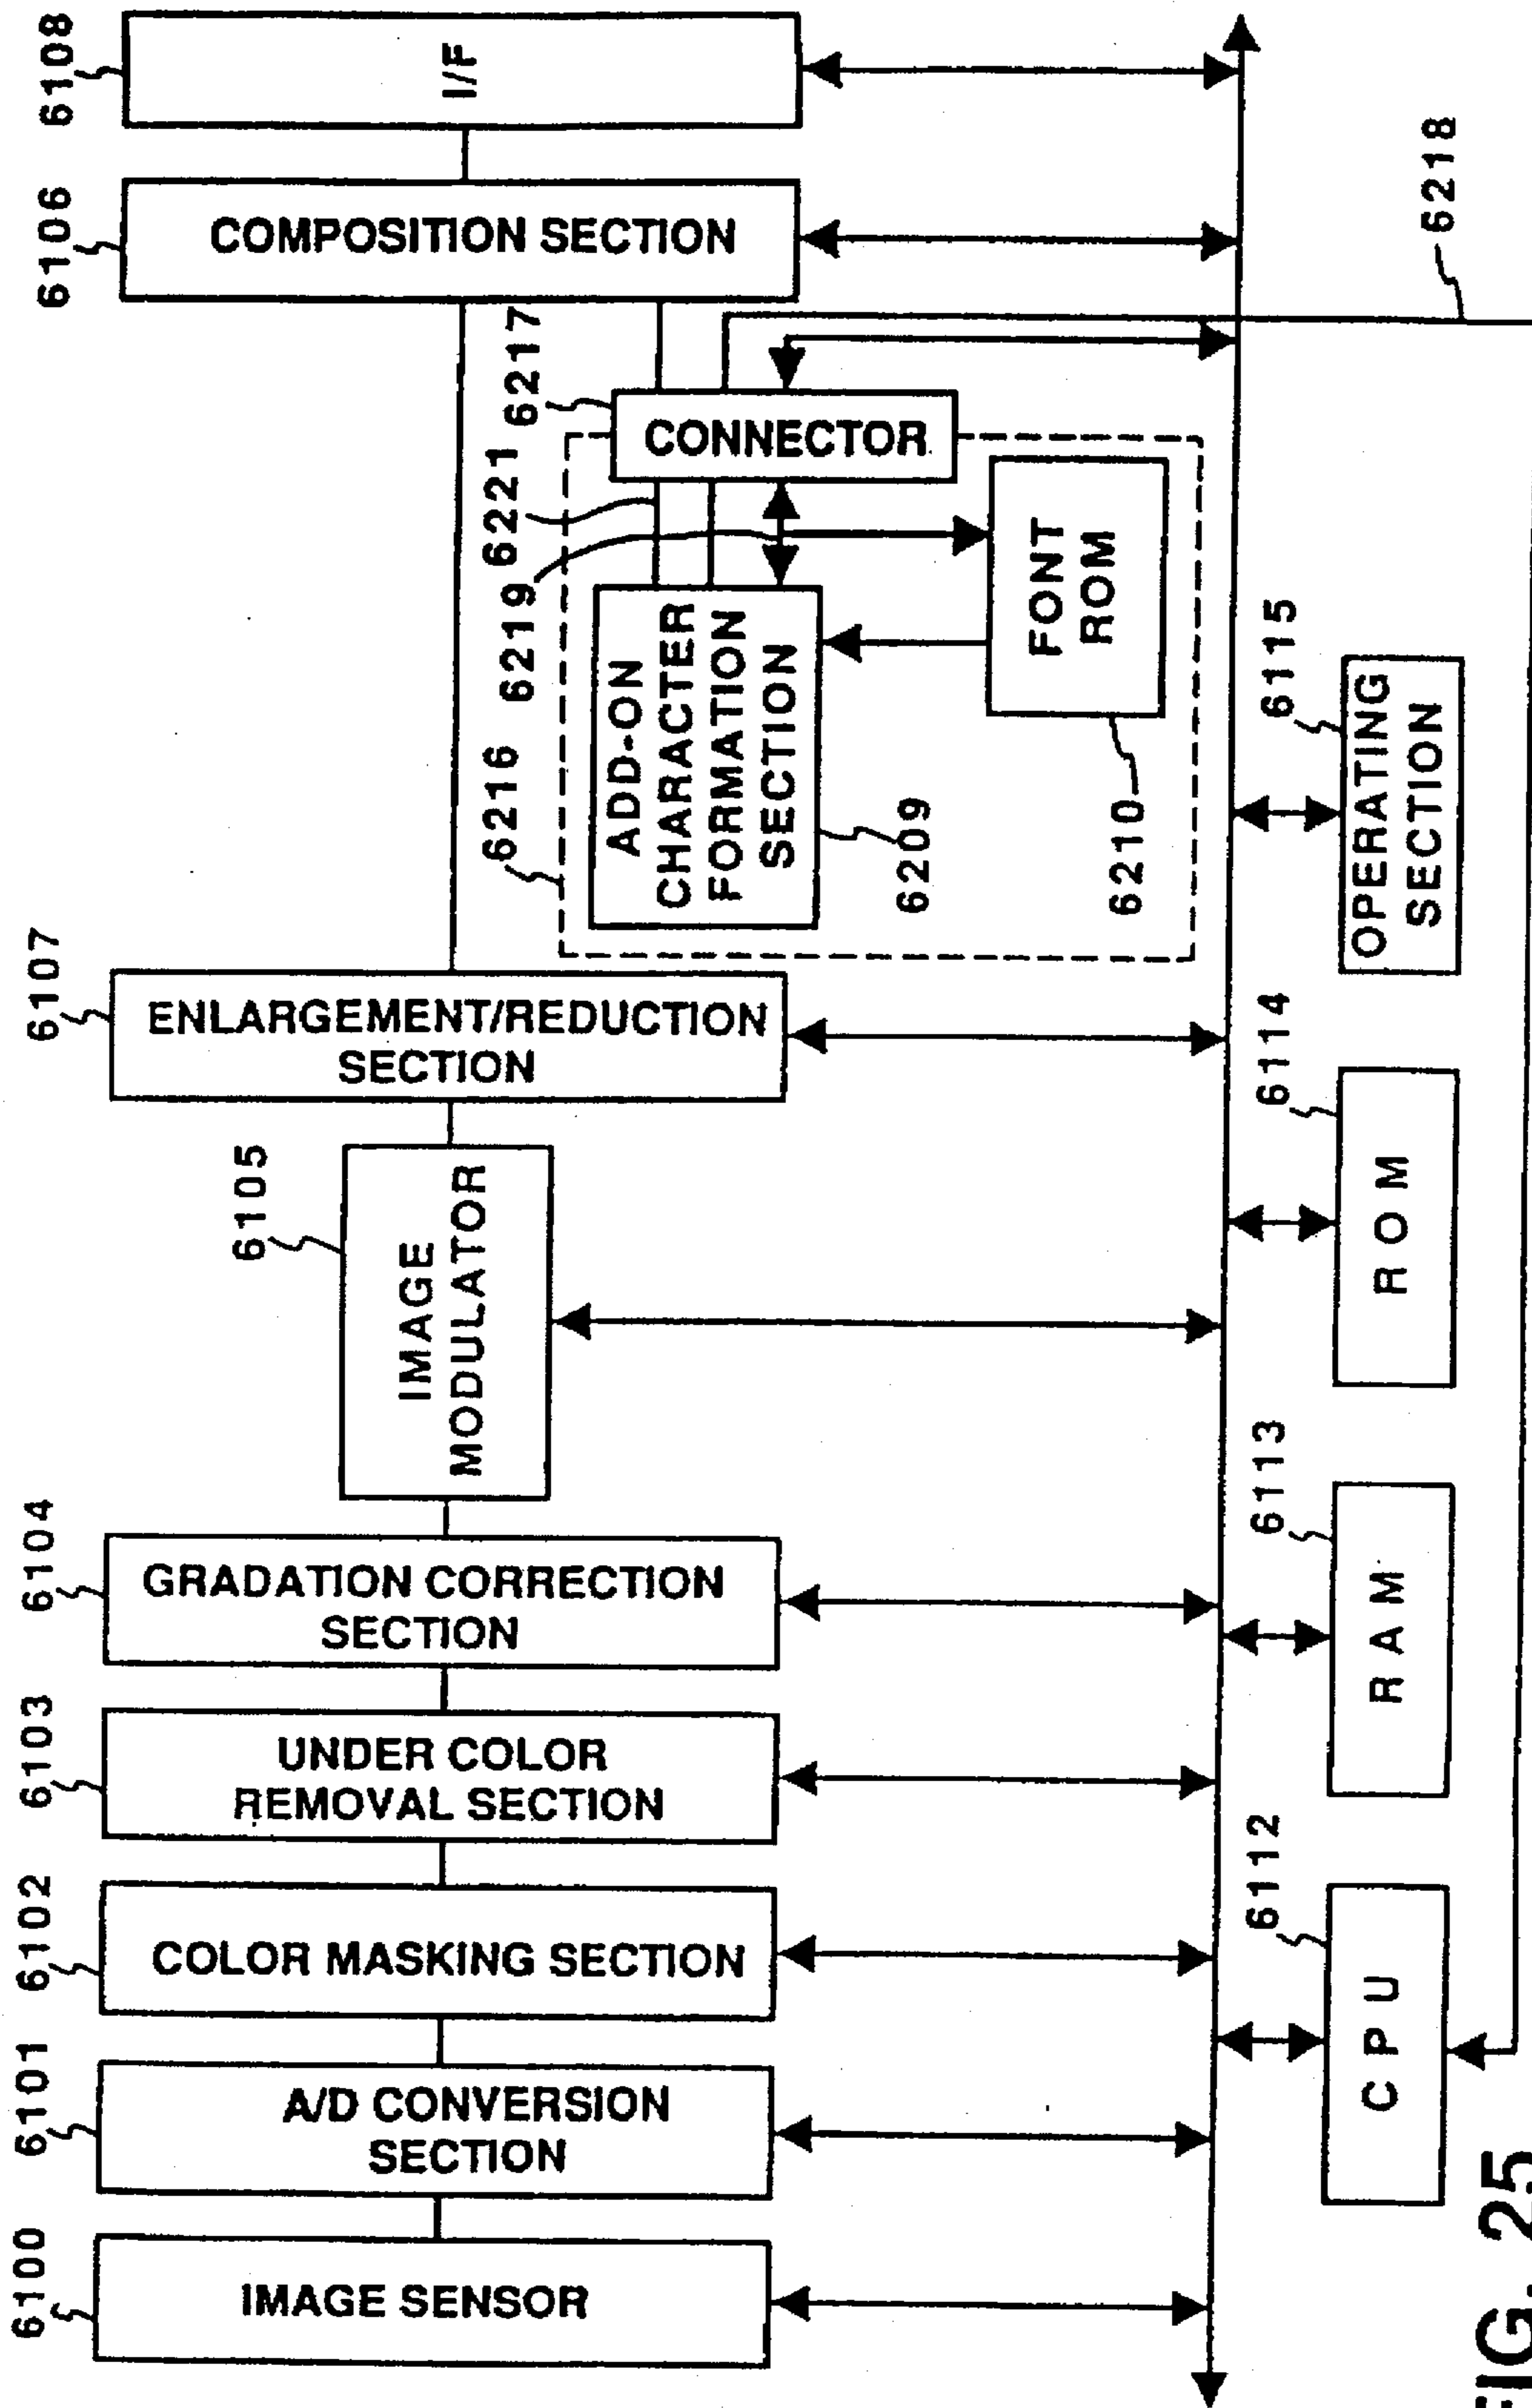 6108
I/F
6106
COMPOSITION SECTION
6217
CONNECTOR
6218
6221
6219
6216
ADD-ON
CHARACTER
FORMATION
SECTION
6209
FONT
ROM
6210
6107
ENLARGEMENT/REDUCTION
SECTION
6105
IMAGE
MODULATOR
6104
GRADATION CORRECTION
SECTION
6103
UNDER COLOR
REMOVAL SECTION
6102
COLOR MASKING SECTION
6101
A/D CONVERSION
SECTION
6100
IMAGE SENSOR
6115
OPERATING
SECTION
6114
ROM
6113
RAM
6112
CPU
FIG. 25